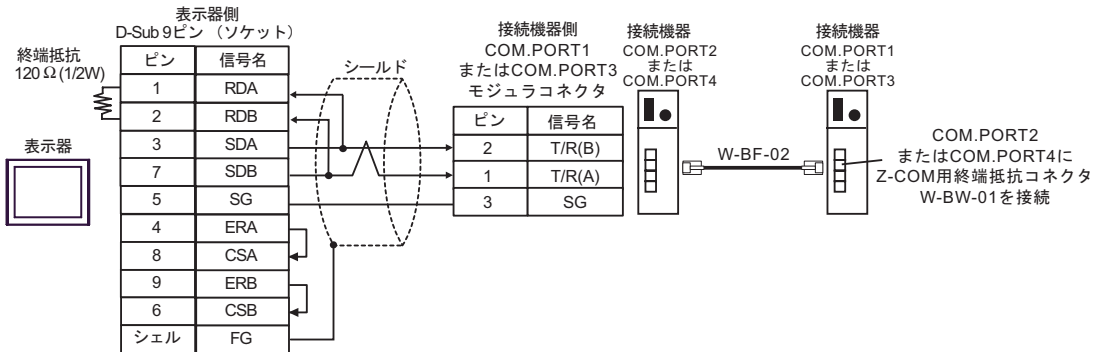 表示器側
D-Sub 9ピン （ソケット）
終端抵抗
120Ω(1/2W)
表示器
ピン 信号名
1 RDA
2 RDB
3 SDA
7 SDB
5 SG
4 ERA
8 CSA
9 ERB
6 CSB
シェル FG
シールド
接続機器側
COM.PORT1
またはCOM.PORT3
モジュラコネクタ
ピン 信号名
2 T/R(B)
1 T/R(A)
3 SG
接続機器
COM.PORT2
または
COM.PORT4
W-BF-02
接続機器
COM.PORT1
または
COM.PORT3
COM.PORT2
またはCOM.PORT4に
Z-COM用終端抵抗コネクタ
W-BW-01を接続